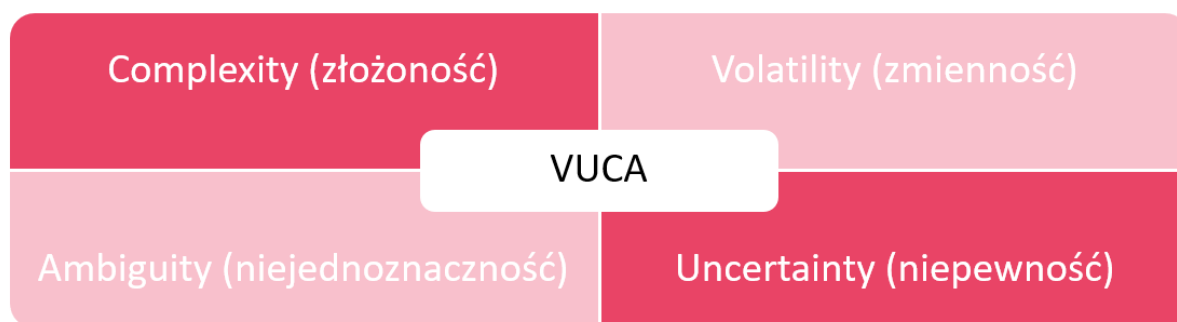 Complexity (złożoność)
Volatility (zmienność)
VUCA
Ambiguity (niejednoznaczność)
Uncertainty (niepewność)